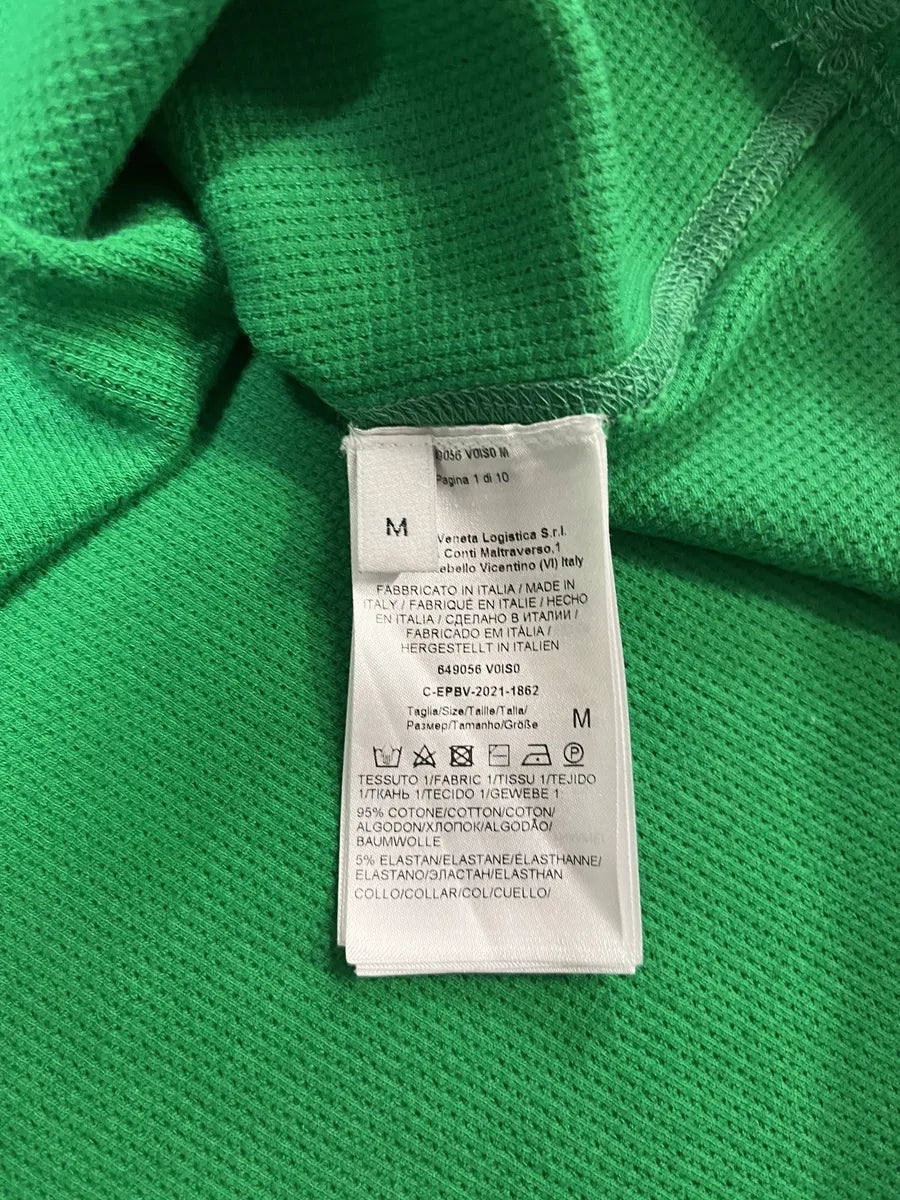 M
9056 V0IS0 M
Pagina 1 di 10
Veneta Logistica S.r.l.
Conti Maltraverso,1
ebello Vicentino (VI) Italy
FABBRICATO IN ITALIA / MADE IN
ITALY / FABRIQUÉ EN ITALIE / HECHO
EN ITALIA / СДЕЛАНО В ИТАЛИИ /
FABRICADO EM ITÀLIA /
HERGESTELLT IN ITALIEN
649056 V0IS0
C-EPBV-2021-1862
Taglia/Size/Taille/Talla/
Размер/Tamanho/Größe M
P
TESSUTO 1/FABRIC 1/TISSU 1/TEJIDO
1/ТКАНЬ 1/TECIDO 1/GEWEBE 1:
95% COTONE/COTTON/COTON/
ALGODON/ХЛОПОК/ALGODÃO/
BAUMWOLLE
5% ELASTAN/ELASTANE/ÉLASTHANNE/
ELASTANO/ЭЛАСТАН/ELASTHAN
COLLO/COLLAR/COL/CUELLO/